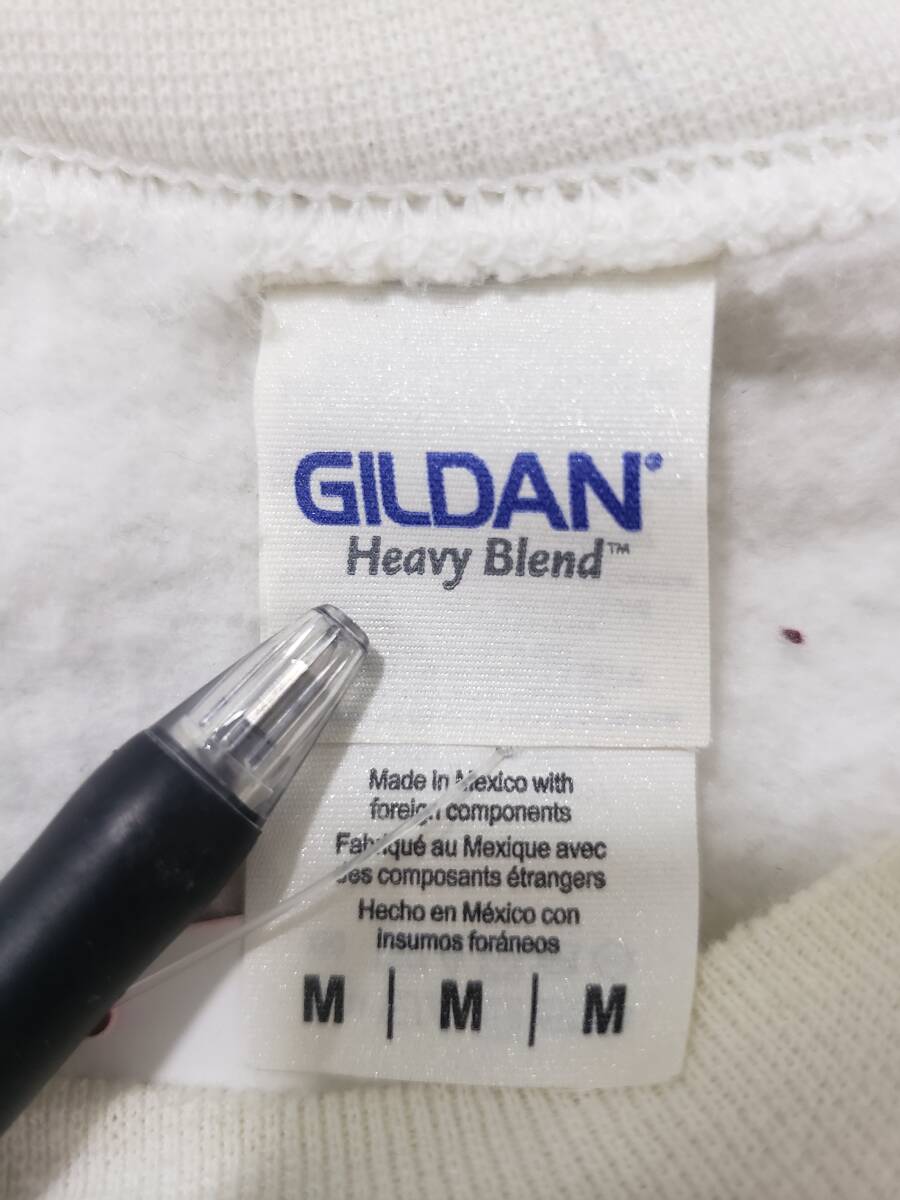 GILDAN®
Heavy Blend™
Made in Mexico with
foreign components
Fabriqué au Mexique avec
des composants étrangers
Hecho en México con
insumos foráneos
M | M | M